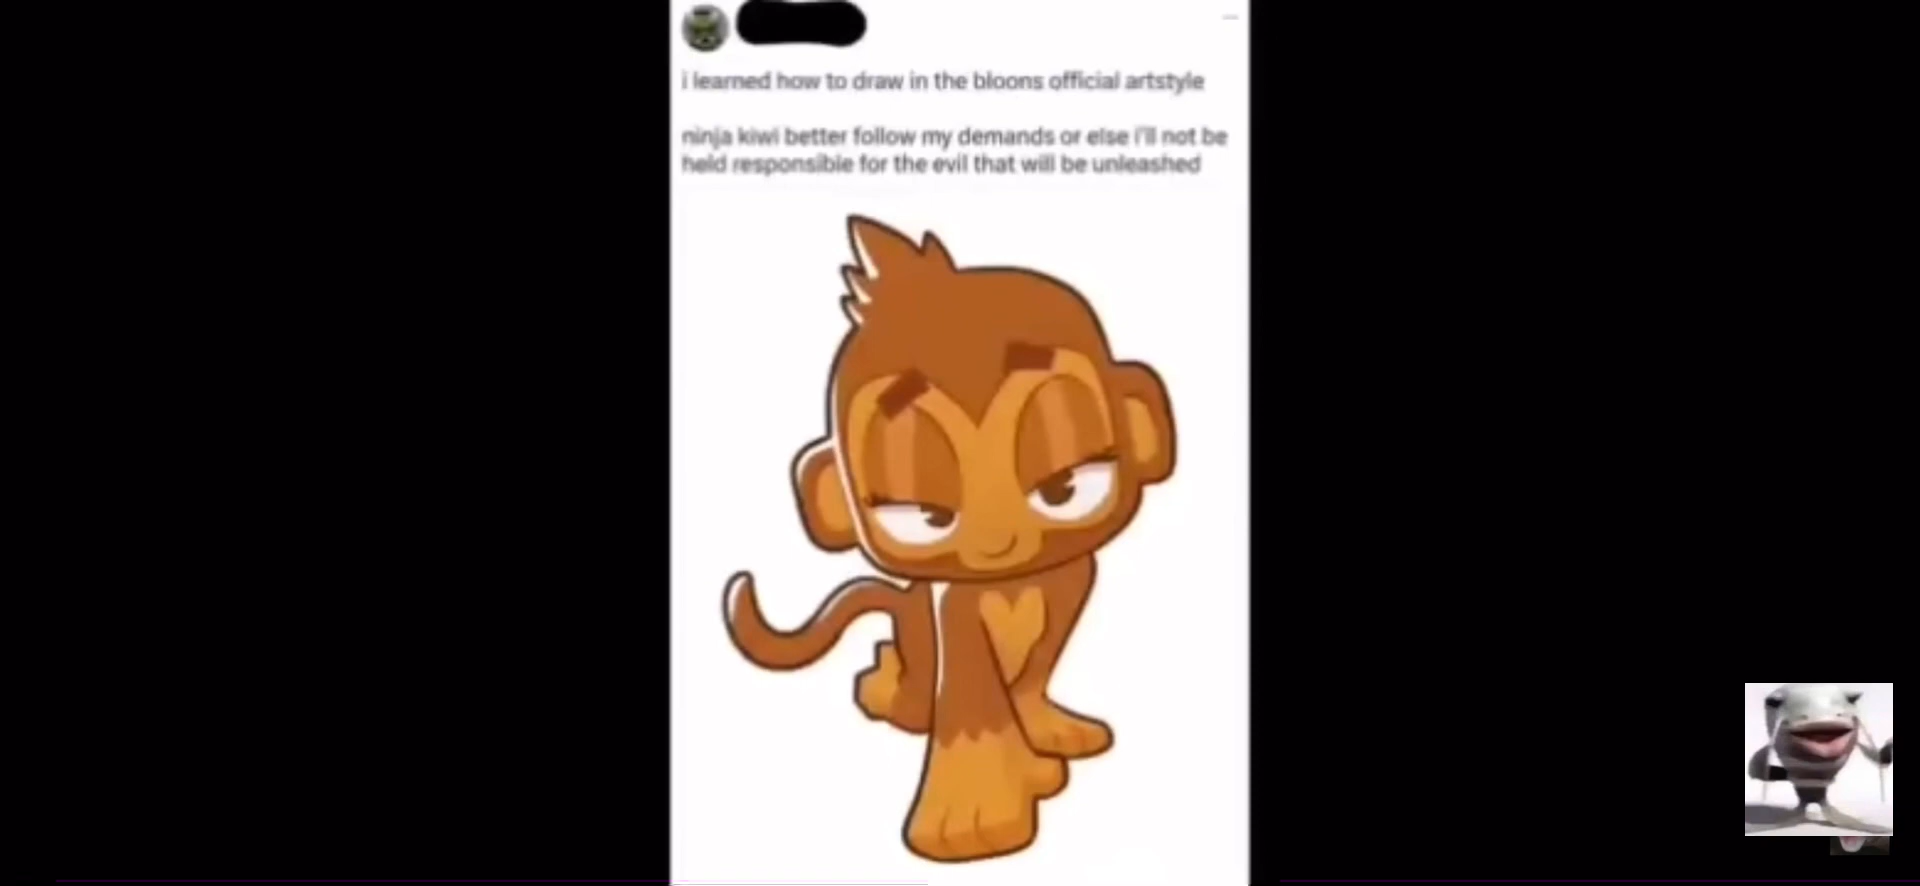 i learned how to draw in the bloons official artstyle
ninja kiwi better follow my demands or else i'll not be
held responsible for the evil that will be unleashed